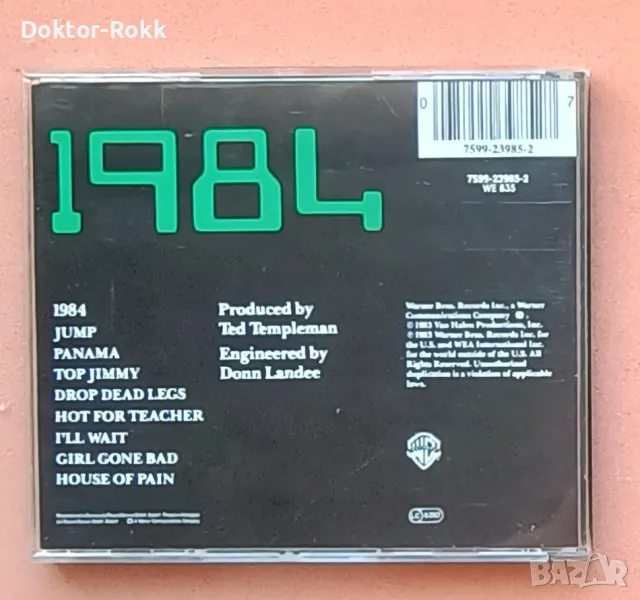 Doktor-Rokk
1984
0 7
7599-23985-2
7599-23985-2
WE 835
1984
JUMP
PANAMA
TOP JIMMY
DROP DEAD LEGS
HOT FOR TEACHER
I'LL WAIT
GIRL GONE BAD
HOUSE OF PAIN
Produced by
Ted Templeman
Engineered by
Donn Landee
Warner Bros. Records Inc., a Warner
Communications Company
© 1983 Van Halen Productions, Inc.
℗ 1983 Warner Bros. Records Inc. for
the U.S. and WEA International Inc.
for the world outside of the U.S. All
Rights Reserved. Unauthorized
duplication is a violation of applicable
laws.
LC
BAZAR